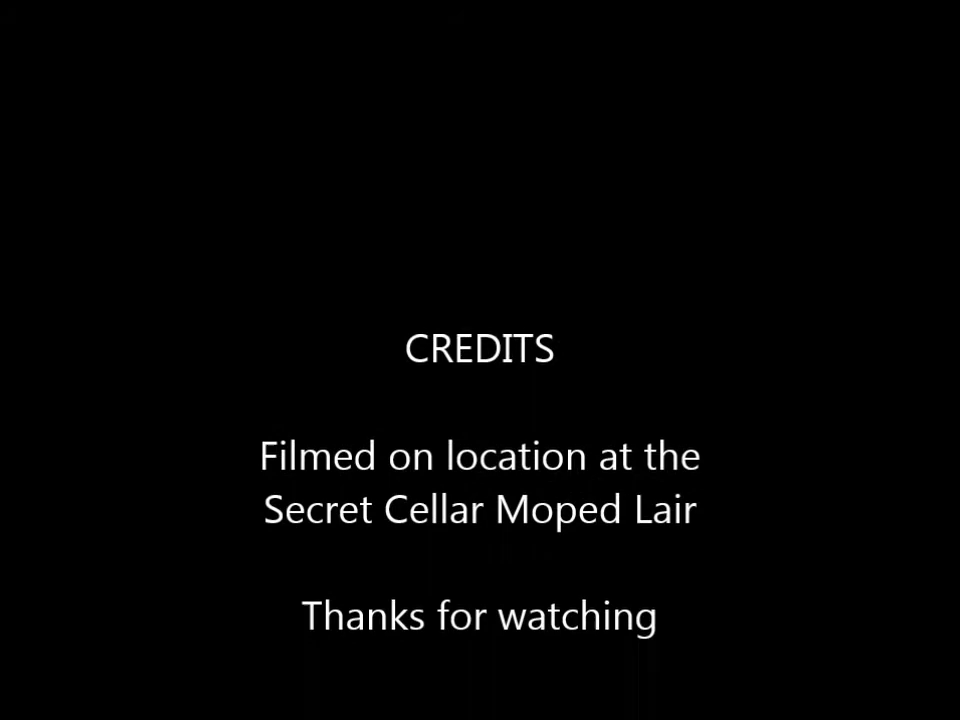 CREDITS
Filmed on location at the
Secret Cellar Moped Lair
Thanks for watching